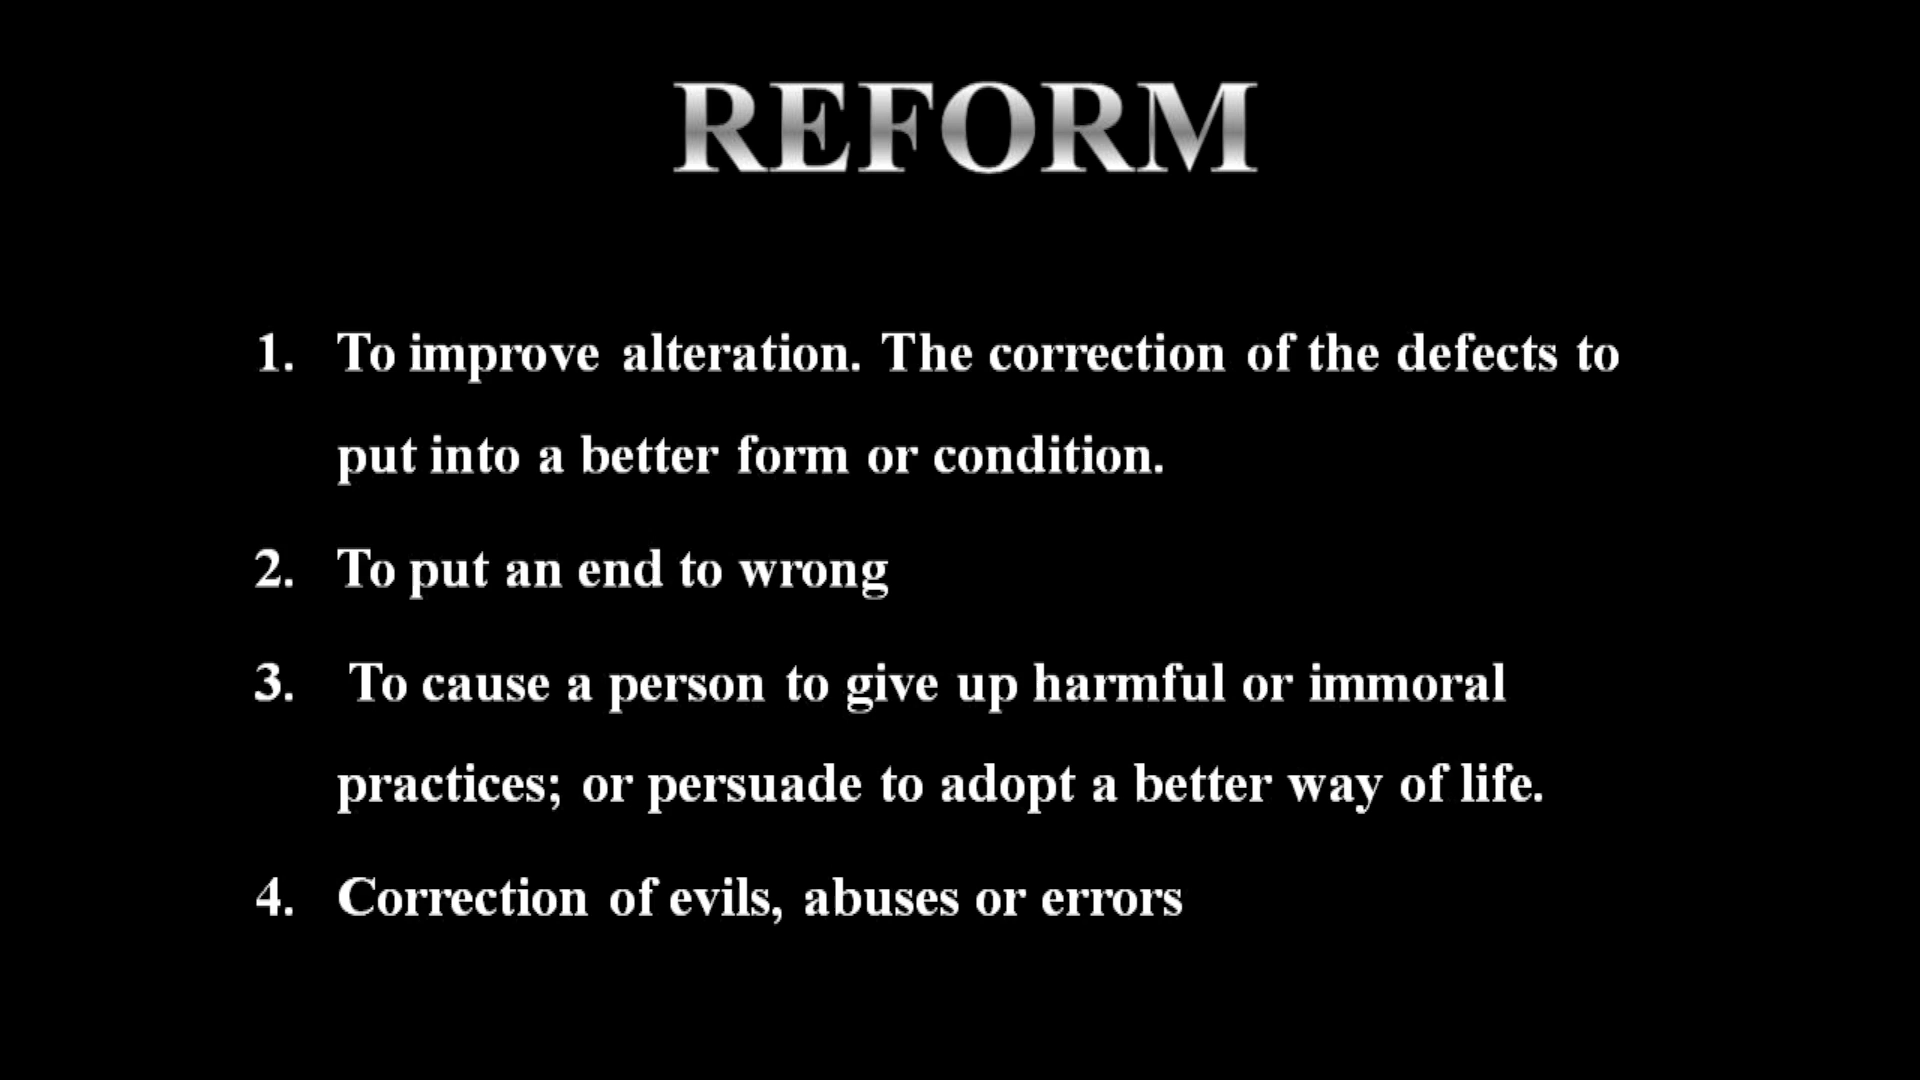 REFORM
1. To improve alteration. The correction of the defects to
put into a better form or condition.
2. To put an end to wrong
3. To cause a person to give up harmful or immoral
practices; or persuade to adopt a better way of life.
4. Correction of evils, abuses or errors